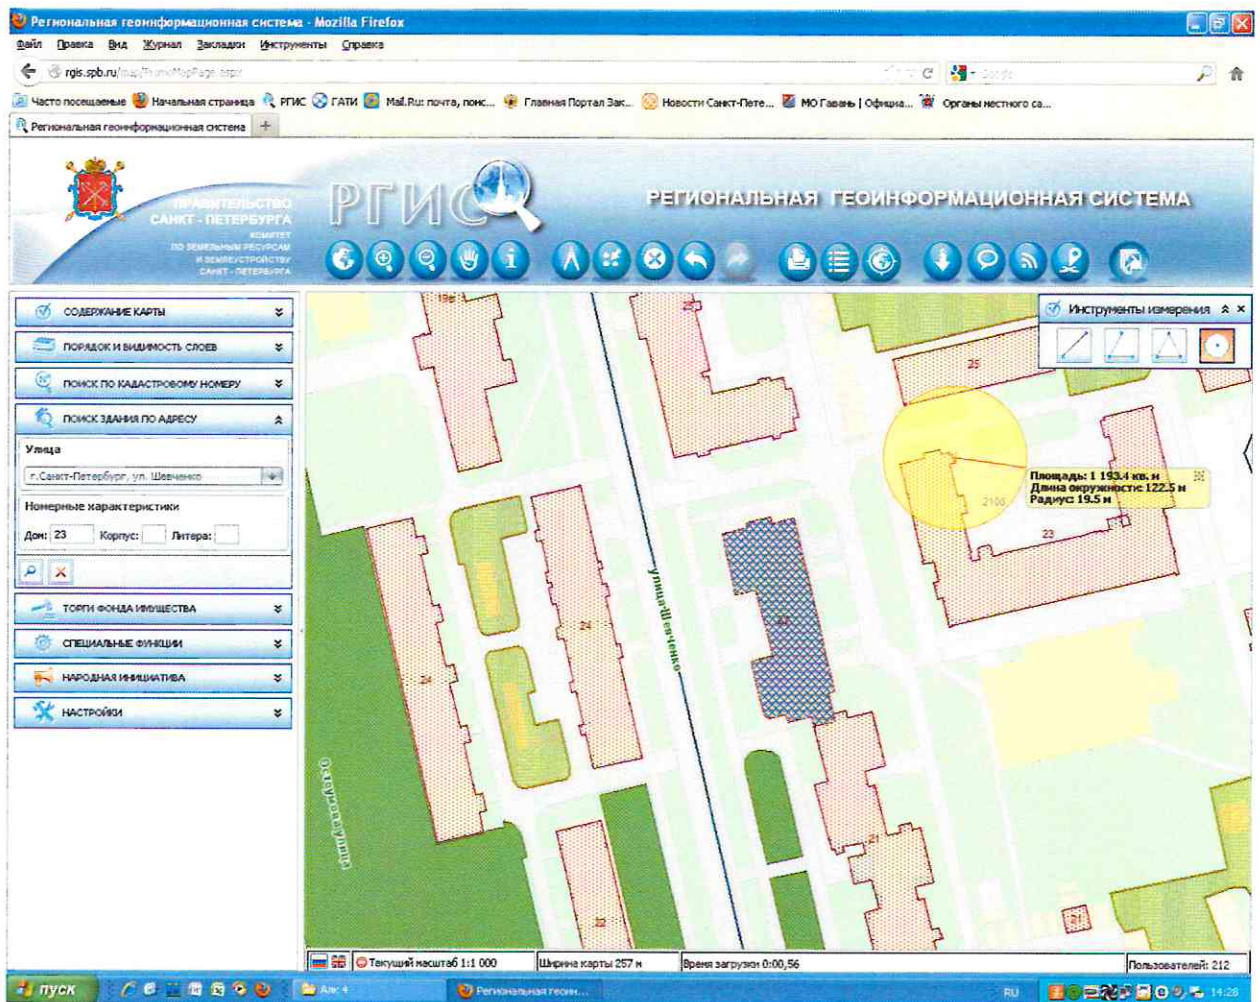 Региональная геоинформационная система - Mozilla Firefox
Файл Правка Вид Журнал Закладки Инструменты Справка
rgis.spb.ru/map/PromoMapPage.aspx
Google
Часто посещаемые Начальная страница РГИС ГАТИ Mail.Ru: почта, поис... Главная Портал Зак... Новости Санкт-Пете... МО Гавань | Официа... Органы местного са...
Региональная геоинформационная система +
ПРАВИТЕЛЬСТВО
САНКТ - ПЕТЕРБУРГА
КОМИТЕТ
ПО ЗЕМЕЛЬНЫМ РЕСУРСАМ
И ЗЕМЛЕУСТРОЙСТВУ
САНКТ - ПЕТЕРБУРГА
РГИС
РЕГИОНАЛЬНАЯ ГЕОИНФОРМАЦИОННАЯ СИСТЕМА
СОДЕРЖАНИЕ КАРТЫ
ПОРЯДОК И ВИДИМОСТЬ СЛОЕВ
ПОИСК ПО КАДАСТРОВОМУ НОМЕРУ
ПОИСК ЗДАНИЯ ПО АДРЕСУ
Улица
г.Санкт-Петербург, ул. Шевченко
Номерные характеристики
Дом: 23 Корпус: Литера:
ТОРГИ ФОНДА ИМУЩЕСТВА
СПЕЦИАЛЬНЫЕ ФУНКЦИИ
НАРОДНАЯ ИНИЦИАТИВА
НАСТРОЙКИ
Инструменты измерения
25
25
Площадь: 1 193.4 кв. м
Длина окружности: 122.5 м
Радиус: 19.5 м
23
улица Шевченко
24
24
21
21
22
Текущий масштаб 1:1 000
Ширина карты 257 м
Время загрузки 0:00,56
Пользователей: 212
пуск
Региональная геоин...
RU
14:28